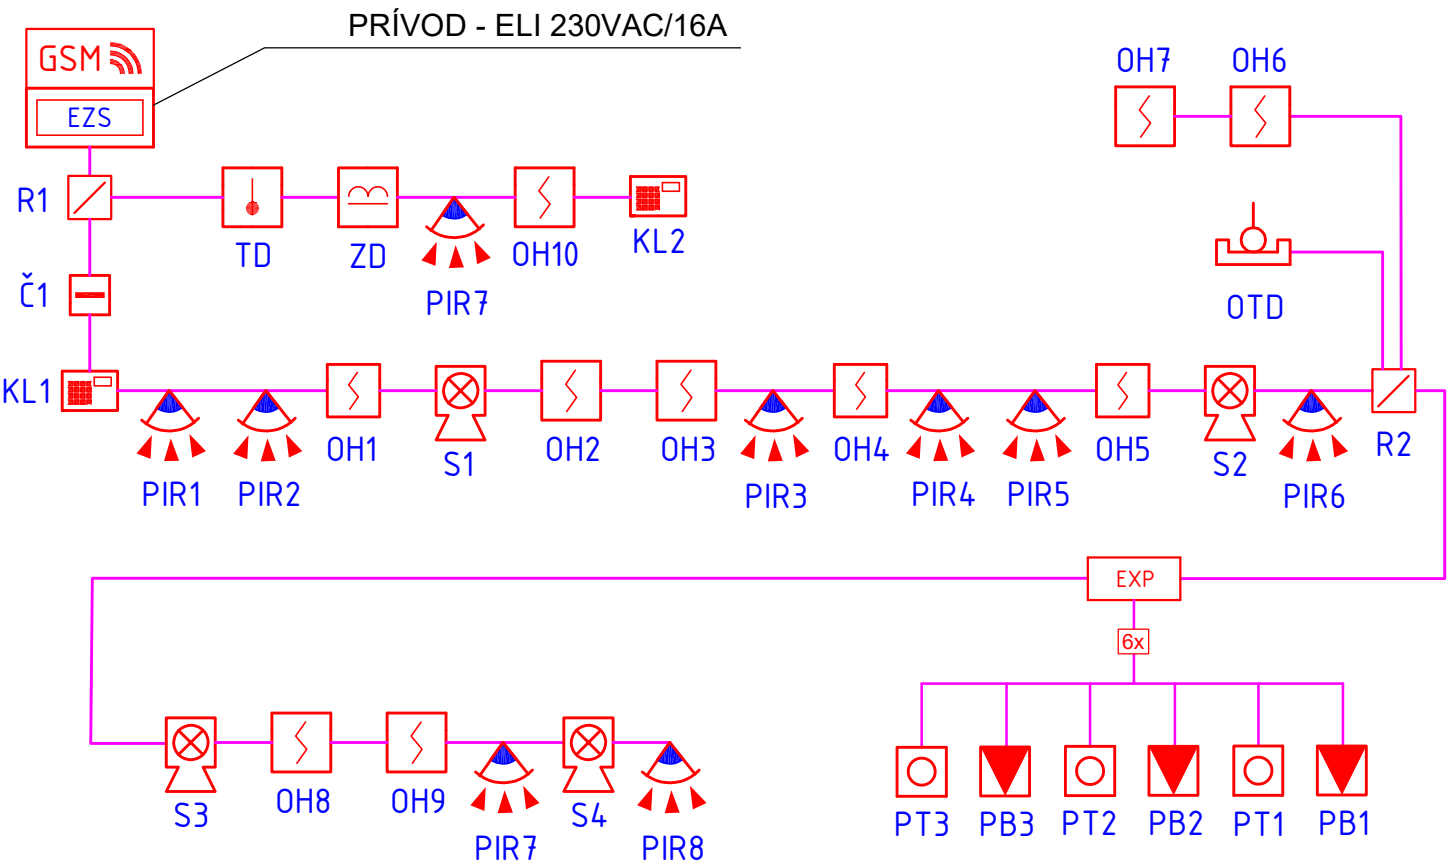 PRÍVOD - ELI 230VAC/16A
GSM
EZS
OH7 OH6
R1
TD ZD OH10 KL2
PIR7
Č1
OTD
KL1
OH1 S1 OH2 OH3 OH4 OH5 S2 R2
PIR1 PIR2 PIR3 PIR4 PIR5 PIR6
EXP
6x
S3 OH8 OH9 S4
PT3 PB3 PT2 PB2 PT1 PB1
PIR7 PIR8